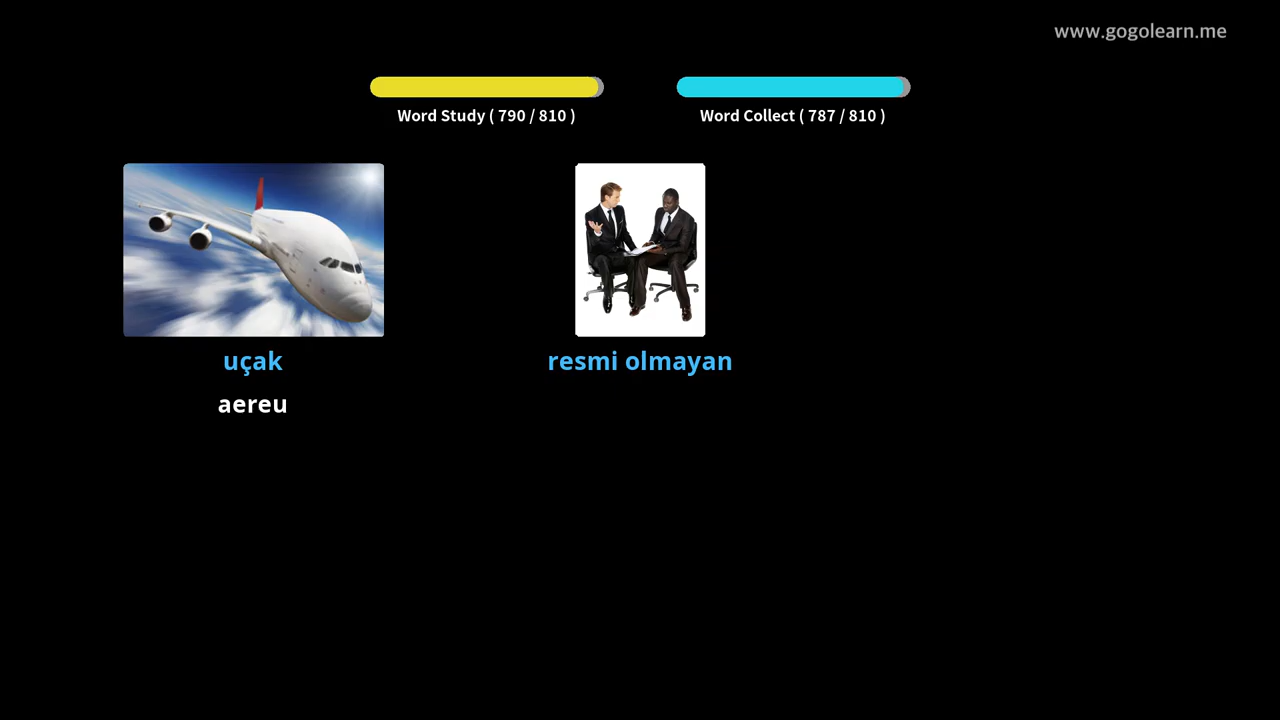 www.gogolearn.me
Word Study ( 790 / 810 )
Word Collect ( 787 / 810 )
uçak
resmi olmayan
aereu